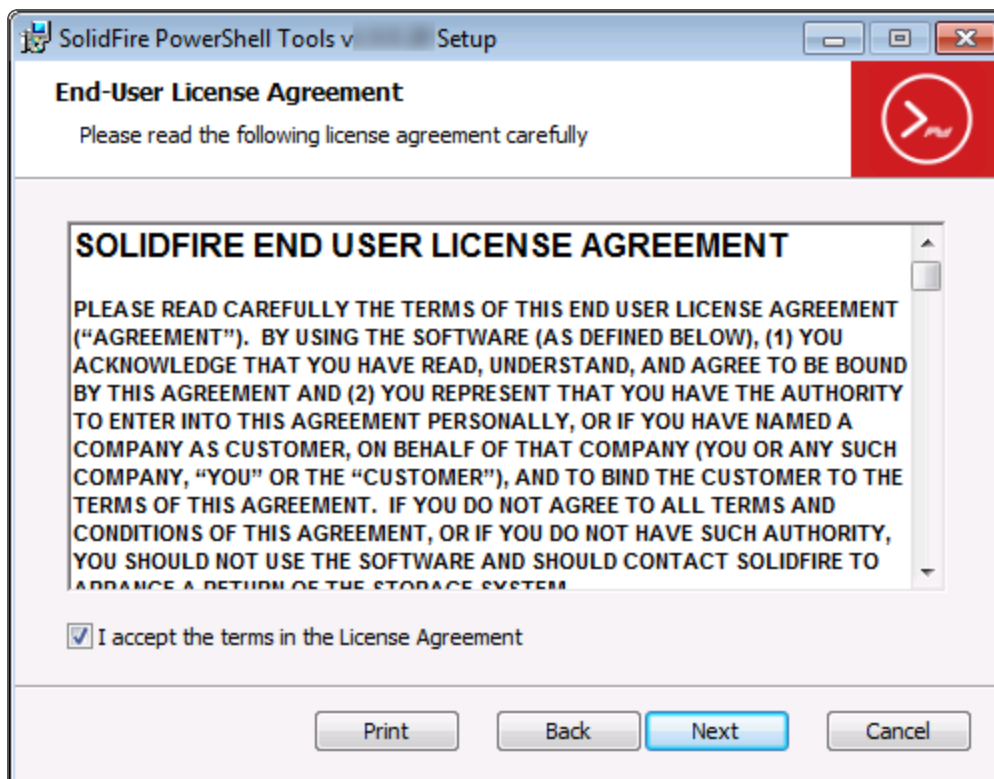 SolidFire PowerShell Tools v Setup
End-User License Agreement
Please read the following license agreement carefully
SOLIDFIRE END USER LICENSE AGREEMENT
PLEASE READ CAREFULLY THE TERMS OF THIS END USER LICENSE AGREEMENT
(“AGREEMENT”).  BY USING THE SOFTWARE (AS DEFINED BELOW), (1) YOU
ACKNOWLEDGE THAT YOU HAVE READ, UNDERSTAND, AND AGREE TO BE BOUND
BY THIS AGREEMENT AND (2) YOU REPRESENT THAT YOU HAVE THE AUTHORITY
TO ENTER INTO THIS AGREEMENT PERSONALLY, OR IF YOU HAVE NAMED A
COMPANY AS CUSTOMER, ON BEHALF OF THAT COMPANY (YOU OR ANY SUCH
COMPANY, “YOU” OR THE “CUSTOMER”), AND TO BIND THE CUSTOMER TO THE
TERMS OF THIS AGREEMENT.  IF YOU DO NOT AGREE TO ALL TERMS AND
CONDITIONS OF THIS AGREEMENT, OR IF YOU DO NOT HAVE SUCH AUTHORITY,
YOU SHOULD NOT USE THE SOFTWARE AND SHOULD CONTACT SOLIDFIRE TO
ARRANGE A RETURN OF THE STORAGE SYSTEM
I accept the terms in the License Agreement
Print
Back
Next
Cancel